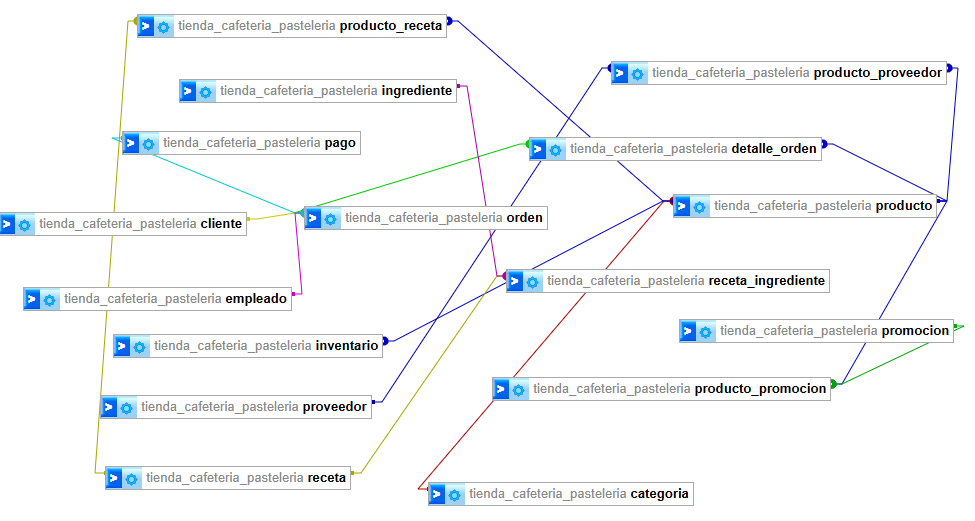 tienda_cafeteria_pasteleria producto_receta
tienda_cafeteria_pasteleria producto_proveedor
tienda_cafeteria_pasteleria ingrediente
tienda_cafeteria_pasteleria pago
tienda_cafeteria_pasteleria detalle_orden
tienda_cafeteria_pasteleria producto
tienda_cafeteria_pasteleria orden
tienda_cafeteria_pasteleria cliente
tienda_cafeteria_pasteleria receta_ingrediente
tienda_cafeteria_pasteleria empleado
tienda_cafeteria_pasteleria promocion
tienda_cafeteria_pasteleria inventario
tienda_cafeteria_pasteleria producto_promocion
tienda_cafeteria_pasteleria proveedor
tienda_cafeteria_pasteleria receta
tienda_cafeteria_pasteleria categoria